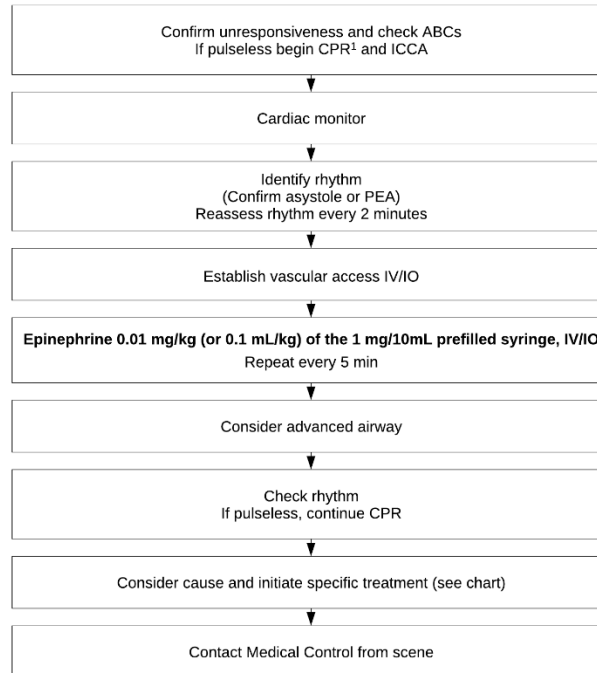 Confirm unresponsiveness and check ABCs
If pulseless begin CPR¹ and ICCA
Cardiac monitor
Identify rhythm
(Confirm asystole or PEA)
Reassess rhythm every 2 minutes
Establish vascular access IV/IO
Epinephrine 0.01 mg/kg (or 0.1 mL/kg) of the 1 mg/10mL prefilled syringe, IV/IO
Repeat every 5 min
Consider advanced airway
Check rhythm
If pulseless, continue CPR
Consider cause and initiate specific treatment (see chart)
Contact Medical Control from scene